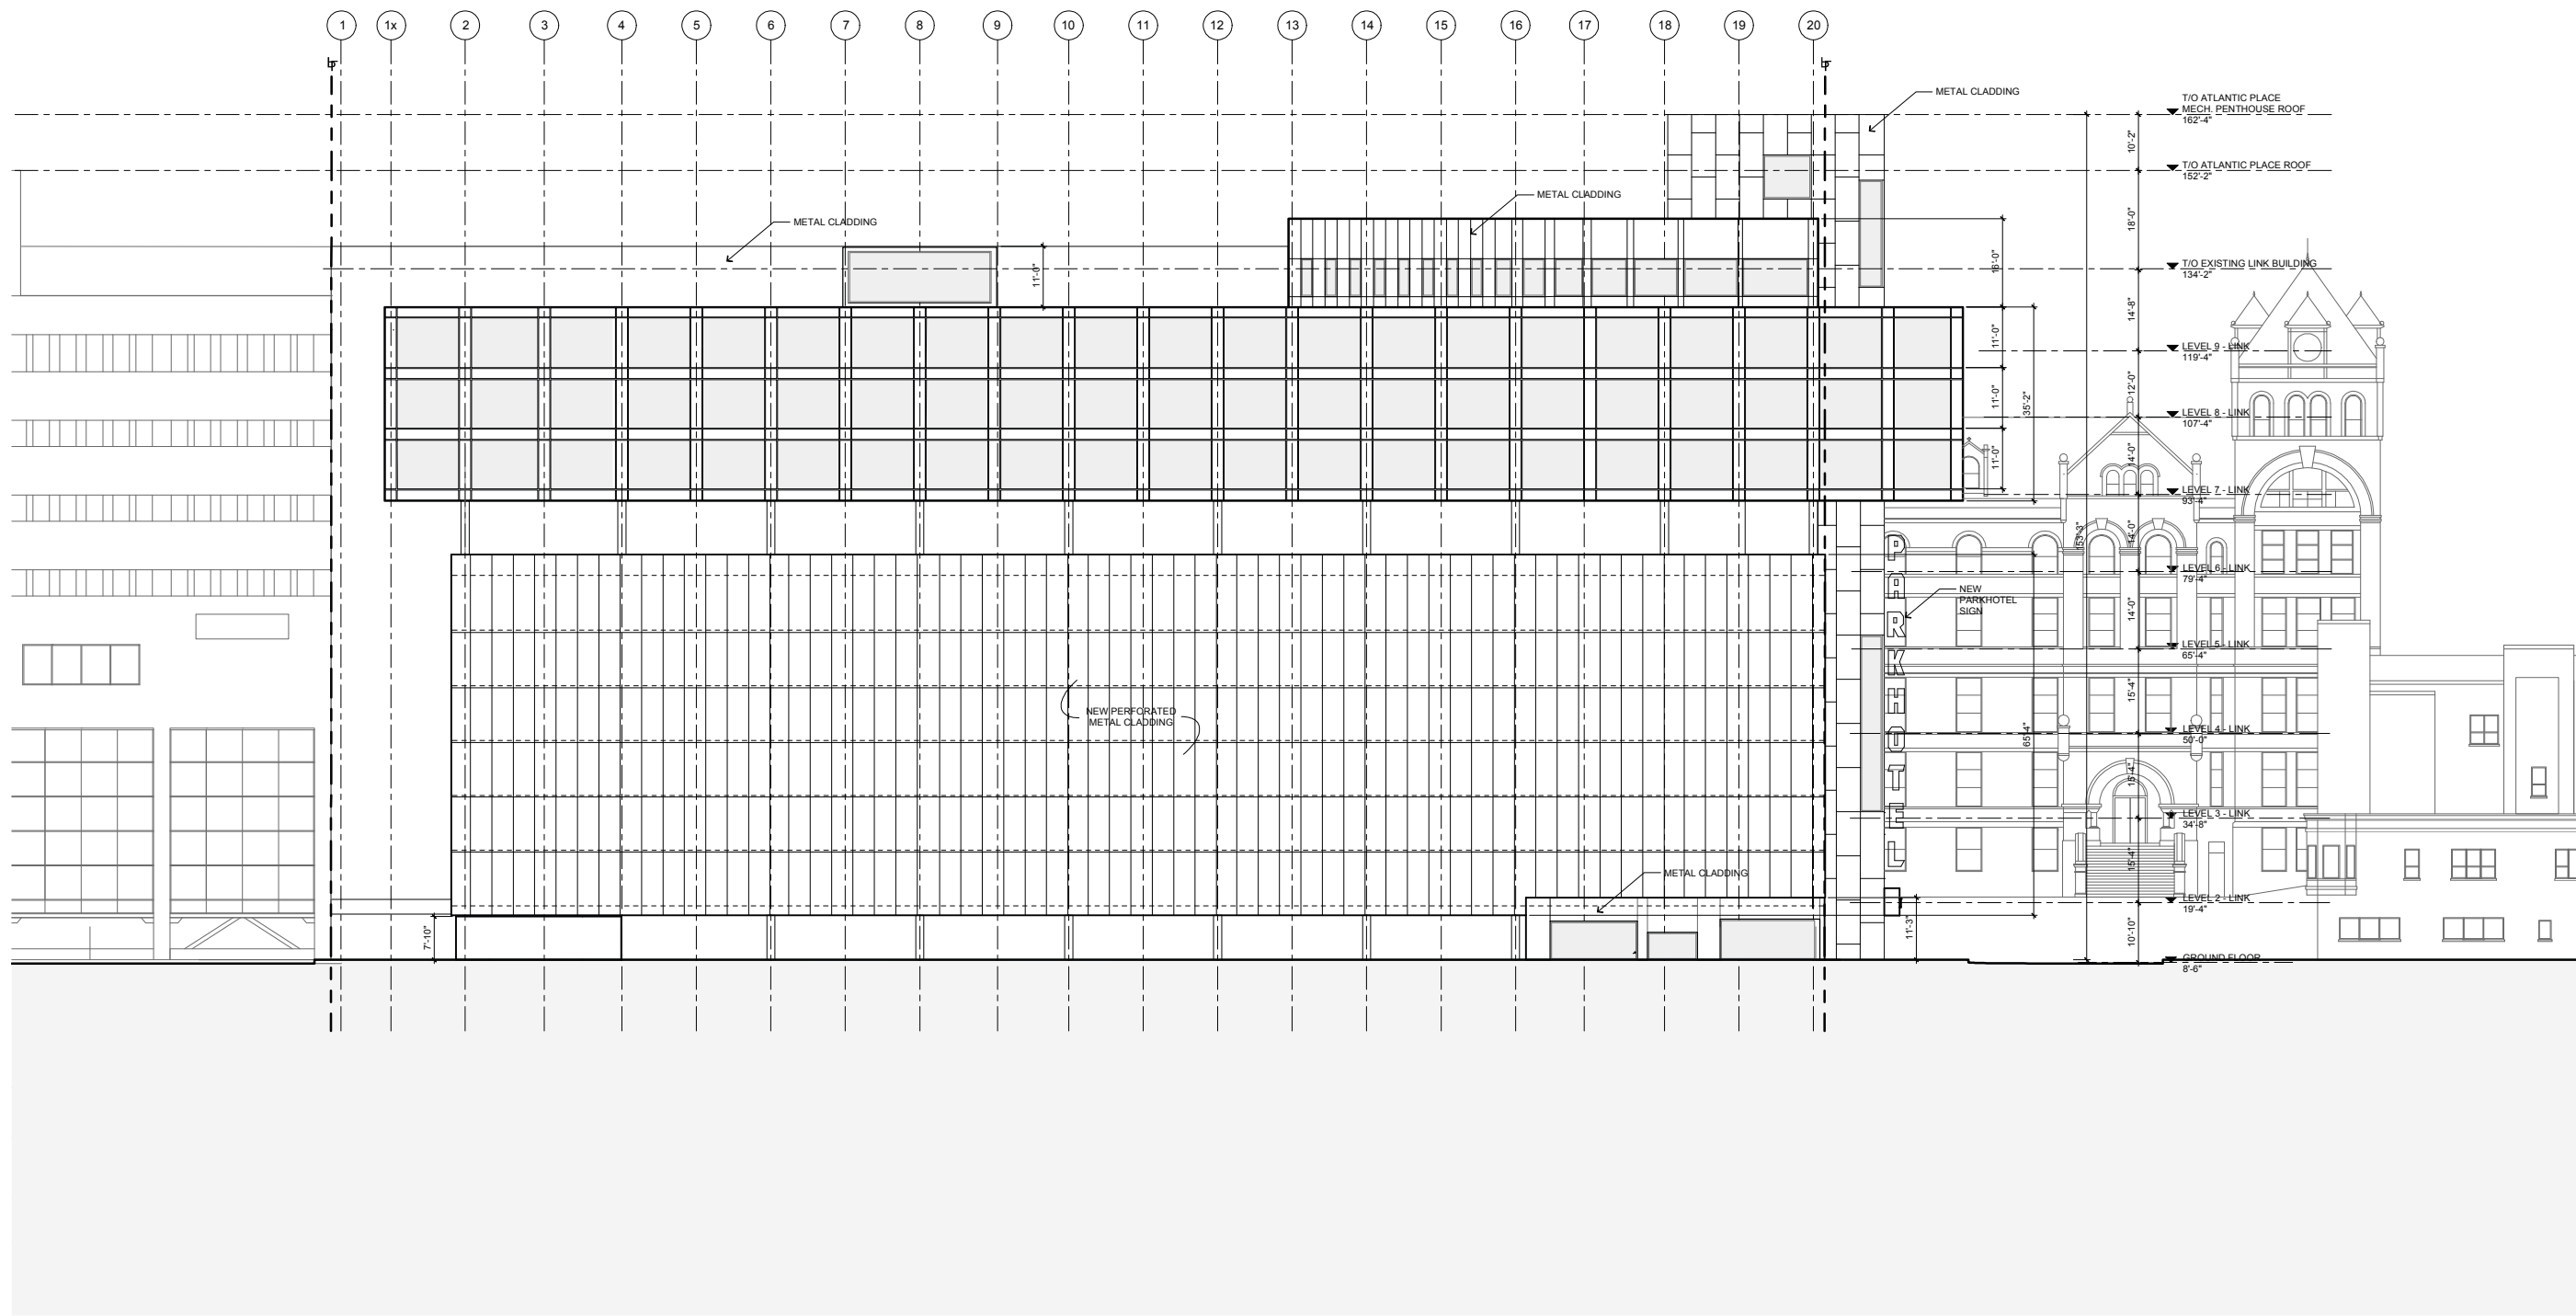 1
1x
2
3
4
5
6
7
8
9
10
11
12
13
14
15
16
17
18
19
20
METAL CLADDING
T/O ATLANTIC PLACE
MECH. PENTHOUSE ROOF
162'-4"
10'-2"
T/O ATLANTIC PLACE ROOF
152'-2"
METAL CLADDING
METAL CLADDING
18'-0"
11'-0"
16'-0"
T/O EXISTING LINK BUILDING
134'-2"
14'-8"
11'-0"
LEVEL 9 - LINK
119'-4"
12'-0"
11'-0"
35'-2"
LEVEL 8 - LINK
107'-4"
11'-0"
14'-0"
LEVEL 7 - LINK
93'-4"
153'-3"
14'-0"
LEVEL 6 - LINK
79'-4"
PARKHOTEL
NEW
PARKHOTEL
SIGN
14'-0"
LEVEL 5 - LINK
65'-4"
15'-4"
NEW PERFORATED
METAL CLADDING
65'-4"
LEVEL 4 - LINK
50'-0"
15'-4"
LEVEL 3 - LINK
34'-8"
15'-4"
METAL CLADDING
LEVEL 2 - LINK
19'-4"
7'-10"
11'-3"
10'-10"
GROUND FLOOR
8'-6"